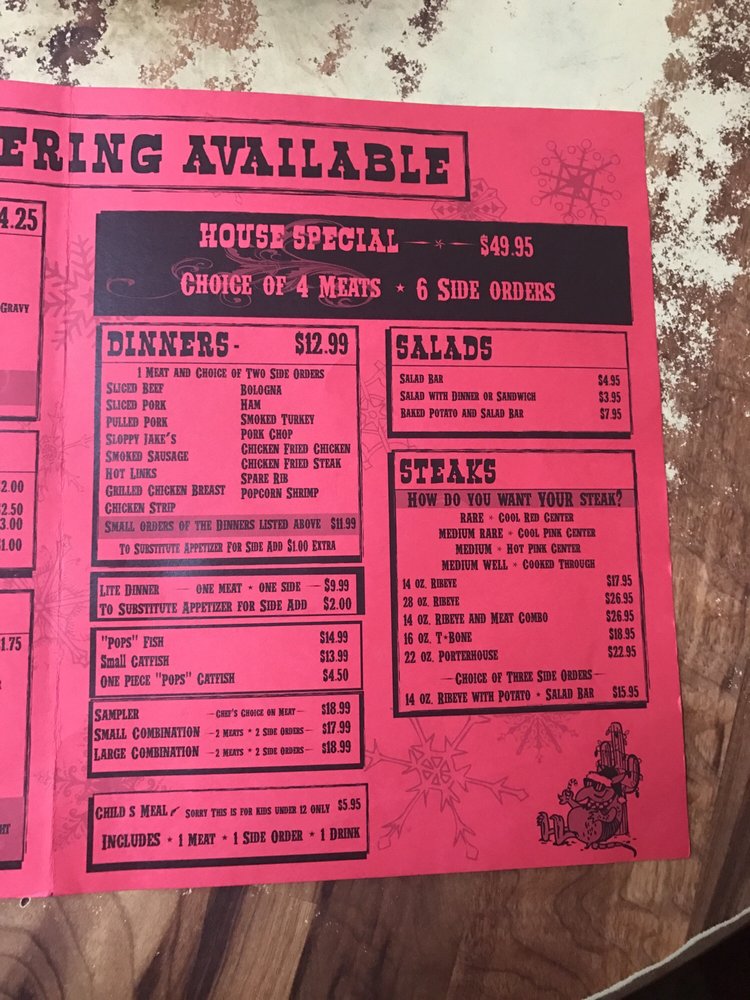 ERING AVAILABLE
4.25
GRAVY
2.00
2.50
3.00
$1.00
1.75
HT
HOUSE SPECIAL $49.95
CHOICE OF 4 MEATS * 6 SIDE ORDERS
DINNERS- $12.99
1 MEAT AND CHOICE OF TWO SIDE ORDERS
SLICED BEEF
SLICED PORK
PULLED PORK
SLOPPY JAKE'S
SMOKED SAUSAGE
HOT LINKS
GRILLED CHICKEN BREAST
CHICKEN STRIP
BOLOGNA
HAM
SMOKED TURKEY
PORK CHOP
CHICKEN FRIED CHICKEN
CHICKEN FRIED STEAK
SPARE RIB
POPCORN SHRIMP
SMALL ORDERS OF THE DINNERS LISTED ABOVE $11.99
TO SUBSTITUTE APPETIZER FOR SIDE ADD $1.00 EXTRA
LITE DINNER — ONE MEAT * ONE SIDE — $9.99
TO SUBSTITUTE APPETIZER FOR SIDE ADD $2.00
"POPS" FISH $14.99
SMALL CATFISH $13.99
ONE PIECE "POPS" CATFISH $4.50
SAMPLER —CHEF'S CHOICE ON MEAT— $18.99
SMALL COMBINATION —2 MEATS * 2 SIDE ORDERS— $17.99
LARGE COMBINATION —2 MEATS * 2 SIDE ORDERS— $18.99
CHILD S MEAL SORRY THIS IS FOR KIDS UNDER 12 ONLY $5.95
INCLUDES * 1 MEAT * 1 SIDE ORDER * 1 DRINK
SALADS
SALAD BAR $4.95
SALAD WITH DINNER OR SANDWICH $3.95
BAKED POTATO AND SALAD BAR $7.95
STEAKS
HOW DO YOU WANT YOUR STEAK?
RARE * COOL RED CENTER
MEDIUM RARE * COOL PINK CENTER
MEDIUM * HOT PINK CENTER
MEDIUM WELL * COOKED THROUGH
14 OZ. RIBEYE $17.95
28 OZ. RIBEYE $26.95
14 OZ. RIBEYE AND MEAT COMBO $26.95
16 OZ. T*BONE $18.95
22 OZ. PORTERHOUSE $22.95
—CHOICE OF THREE SIDE ORDERS—
14 OZ. RIBEYE WITH POTATO * SALAD BAR $15.95